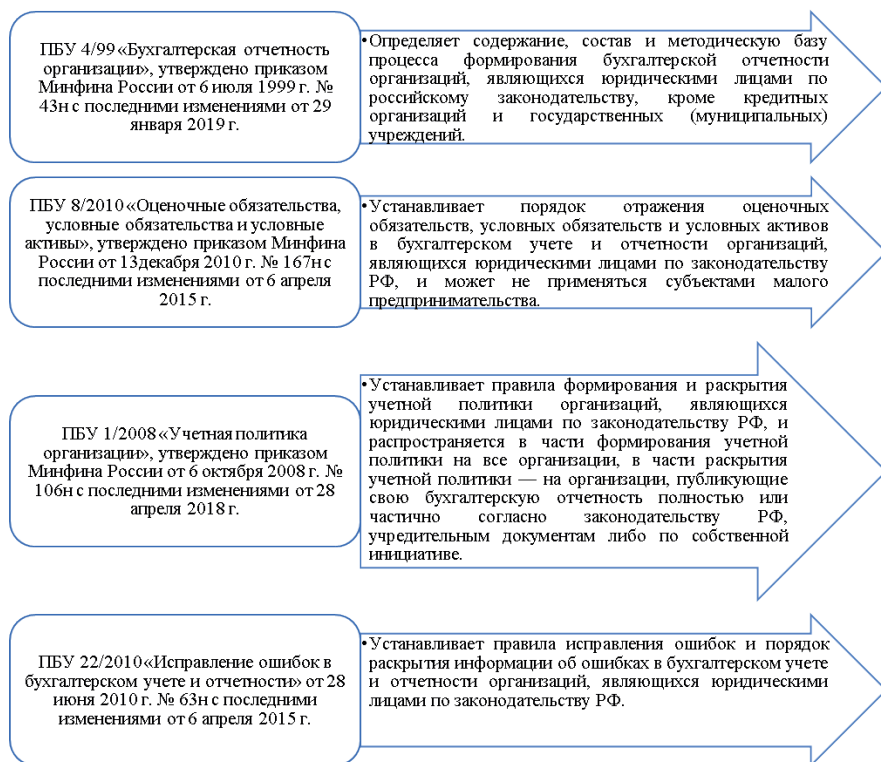 ПБУ 4/99 «Бухгалтерская отчетность
организации», утверждено приказом
Минфина России от 6 июля 1999 г. №
43н с последними изменениями от 29
января 2019 г.
•Определяет содержание, состав и методическую базу
процесса формирования бухгалтерской отчетности
организаций, являющихся юридическими лицами по
российскому законодательству, кроме кредитных
организаций и государственных (муниципальных)
учреждений.
ПБУ 8/2010 «Оценочные обязательства,
условные обязательства и условные
активы», утверждено приказом Минфина
России от 13декабря 2010 г. № 167н с
последними изменениями от 6 апреля
2015 г.
•Устанавливает порядок отражения оценочных
обязательств, условных обязательств и условных активов
в бухгалтерском учете и отчетности организаций,
являющихся юридическими лицами по законодательству
РФ, и может не применяться субъектами малого
предпринимательства.
ПБУ 1/2008 «Учетная политика
организации», утверждено приказом
Минфина России от 6 октября 2008 г. №
106н с последними изменениями от 28
апреля 2018 г.
•Устанавливает правила формирования и раскрытия
учетной политики организаций, являющихся
юридическими лицами по законодательству РФ, и
распространяется в части формирования учетной
политики на все организации, в части раскрытия
учетной политики — на организации, публикующие
свою бухгалтерскую отчетность полностью или
частично согласно законодательству РФ,
учредительным документам либо по собственной
инициативе.
ПБУ 22/2010 «Исправление ошибок в
бухгалтерском учете и отчетности» от 28
июня 2010 г. № 63н с последними
изменениями от 6 апреля 2015 г.
•Устанавливает правила исправления ошибок и порядок
раскрытия информации об ошибках в бухгалтерском учете
и отчетности организаций, являющихся юридическими
лицами по законодательству РФ.